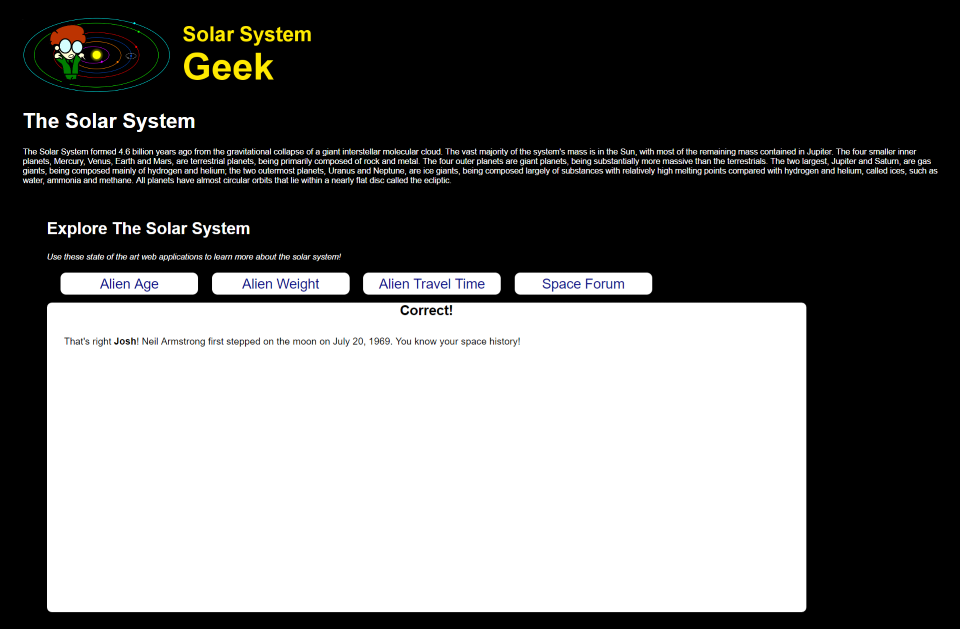 Solar System
Geek
The Solar System
The Solar System formed 4.6 billion years ago from the gravitational collapse of a giant interstellar molecular cloud. The vast majority of the system's mass is in the Sun, with most of the remaining mass contained in Jupiter. The four smaller inner
planets, Mercury, Venus, Earth and Mars, are terrestrial planets, being primarily composed of rock and metal. The four outer planets are giant planets, being substantially more massive than the terrestrials. The two largest, Jupiter and Saturn, are gas
giants, being composed mainly of hydrogen and helium; the two outermost planets, Uranus and Neptune, are ice giants, being composed largely of substances with relatively high melting points compared with hydrogen and helium, called ices, such as
water, ammonia and methane. All planets have almost circular orbits that lie within a nearly flat disc called the ecliptic.
Explore The Solar System
Use these state of the art web applications to learn more about the solar system!
Alien Age Alien Weight Alien Travel Time Space Forum
Correct!
That's right Josh! Neil Armstrong first stepped on the moon on July 20, 1969. You know your space history!